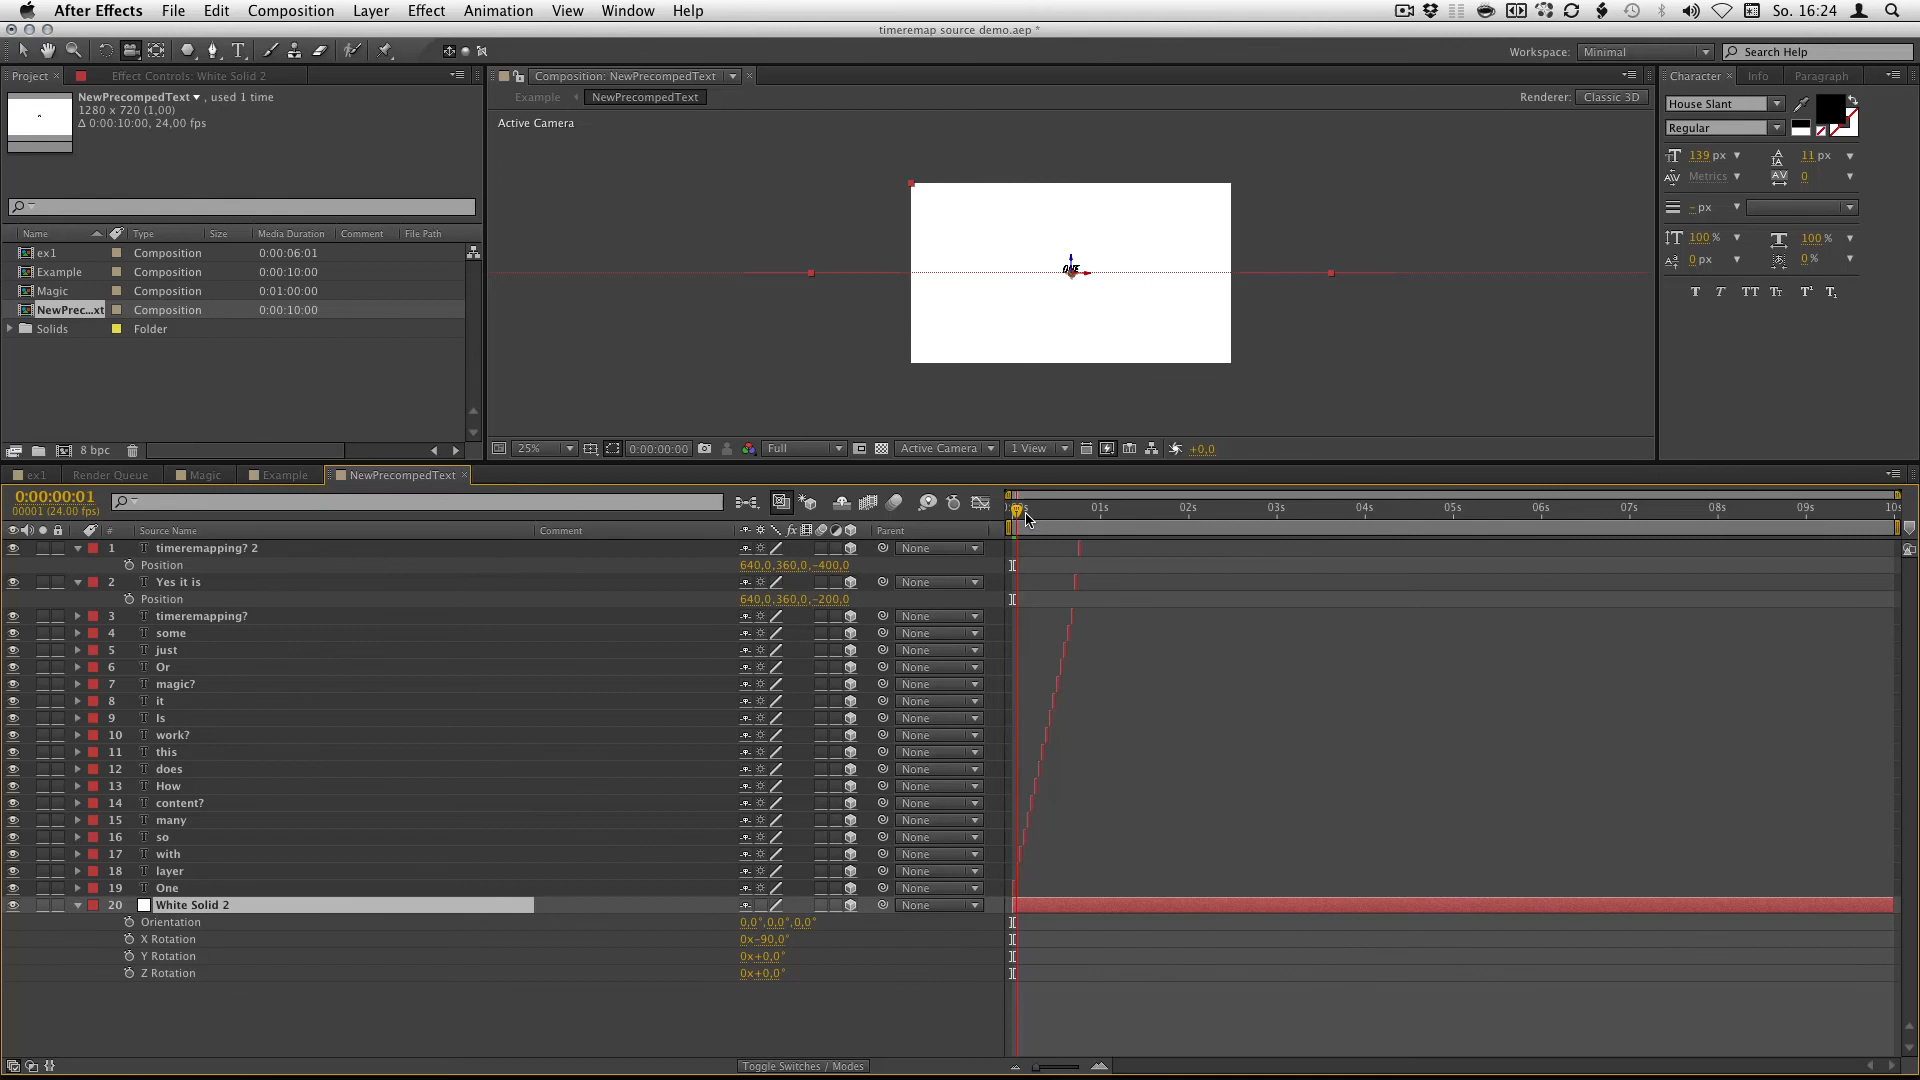 After Effects File Edit Composition Layer Effect Animation View Window Help So. 16:24
timeremap source demo.aep *
Workspace: Minimal Search Help
Project Effect Controls: White Solid 2 Composition: NewPrecompedText Character Info Paragraph
NewPrecompedText , used 1 time
1280 x 720 (1,00)
Δ 0:00:10:00, 24,00 fps
Example NewPrecompedText Renderer: Classic 3D
Active Camera
House Slant
Regular
139 px 11 px
Metrics 0
- px
100 % 100 %
0 px 0 %
T T TT Tt T¹ T₁
Name Type Size Media Duration Comment File Path
ex1 Composition 0:00:06:01
Example Composition 0:00:10:00
Magic Composition 0:01:00:00
NewPrec...xt Composition 0:00:10:00
Solids Folder
ONE
8 bpc 25% 0:00:00:00 Full Active Camera 1 View +0,0
ex1 Render Queue Magic Example NewPrecompedText
0:00:00:01
00001 (24.00 fps)
01s 02s 03s 04s 05s 06s 07s 08s 09s 10s
# Source Name Comment fx Parent
1 T timeremapping? 2 None
Position 640,0,360,0,-400,0
2 T Yes it is None
Position 640,0,360,0,-200,0
3 T timeremapping? None
4 T some None
5 T just None
6 T Or None
7 T magic? None
8 T it None
9 T Is None
10 T work? None
11 T this None
12 T does None
13 T How None
14 T content? None
15 T many None
16 T so None
17 T with None
18 T layer None
19 T One None
20 White Solid 2 None
Orientation 0,0°,0,0°,0,0°
X Rotation 0x-90,0°
Y Rotation 0x+0,0°
Z Rotation 0x+0,0°
Toggle Switches / Modes